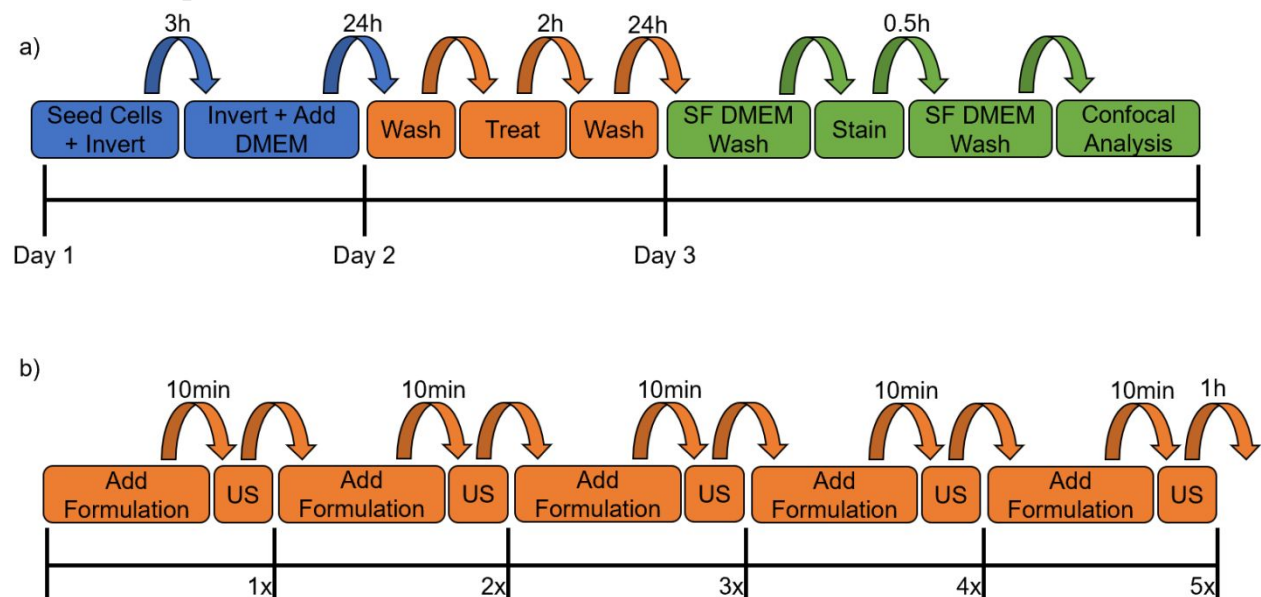 a)
3h
24h
2h
24h
0.5h
Seed Cells
+ Invert
Invert + Add
DMEM
Wash
Treat
Wash
SF DMEM
Wash
Stain
SF DMEM
Wash
Confocal
Analysis
Day 1
Day 2
Day 3
b)
10min
10min
10min
10min
10min
1h
Add
Formulation
US
Add
Formulation
US
Add
Formulation
US
Add
Formulation
US
Add
Formulation
US
1x
2x
3x
4x
5x